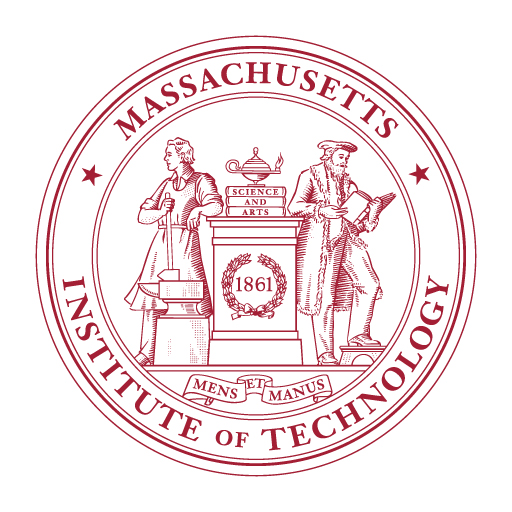 MASSACHUSETTS
INSTITUTE OF TECHNOLOGY
SCIENCE
AND
ARTS
1861
MENS ET MANUS